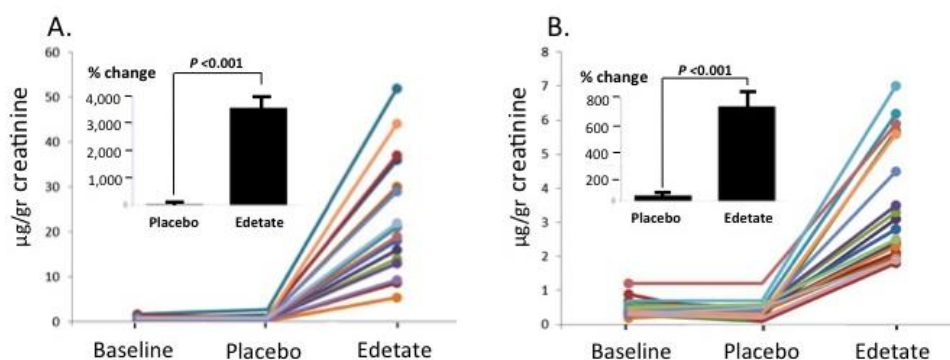 A.
µg/gr creatinine
60
50
40
30
20
10
0
% change
P <0.001
4,000
3,000
2,000
1,000
0
Placebo
Edetate
Baseline
Placebo
Edetate
B.
µg/gr creatinine
8
7
6
5
4
3
2
1
0
% change
P <0.001
800
600
400
200
Placebo
Edetate
Baseline
Placebo
Edetate